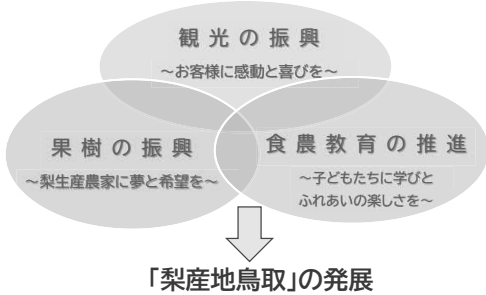 観光の振興
～お客様に感動と喜びを～
果樹の振興
～梨生産農家に夢と希望を～
食農教育の推進
～子どもたちに学びと
ふれあいの楽しさを～
「梨産地鳥取」の発展